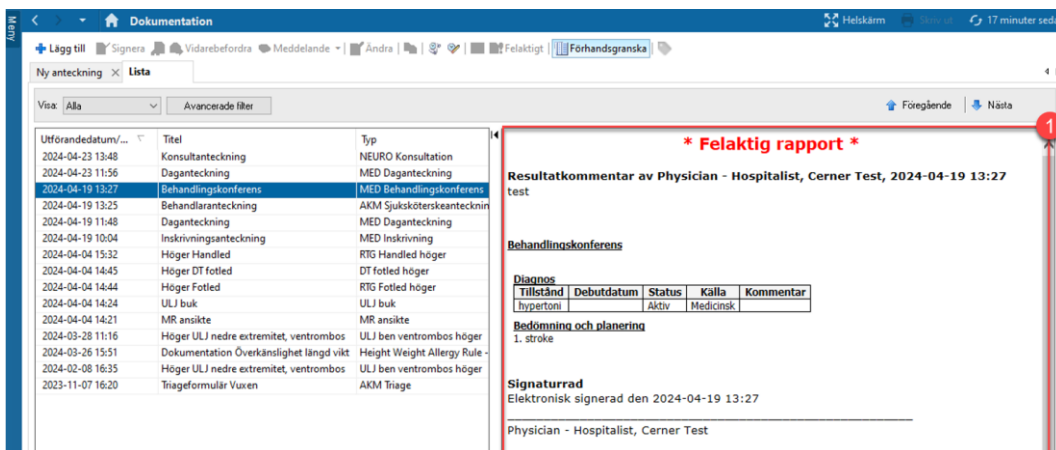 Meny
Dokumentation
Helskärm Skriv ut 17 minuter seda
Lägg till Signera Vidarebefordra Meddelande Ändra Felaktigt Förhandsgranska
Ny anteckning Lista
Visa: Alla Avancerade filter Föregående Nästa
1
Utförandedatum/... Titel Typ
2024-04-23 13:48 Konsultanteckning NEURO Konsultation
2024-04-23 11:56 Daganteckning MED Daganteckning
2024-04-19 13:27 Behandlingskonferens MED Behandlingskonferens
2024-04-19 13:25 Behandlaranteckning AKM Sjuksköterskeantecknin
2024-04-19 11:48 Daganteckning MED Daganteckning
2024-04-19 10:04 Inskrivningsanteckning MED Inskrivning
2024-04-04 15:32 Höger Handled RTG Handled höger
2024-04-04 14:45 Höger DT fotled DT fotled höger
2024-04-04 14:44 Höger Fotled RTG Fotled höger
2024-04-04 14:24 ULJ buk ULJ buk
2024-04-04 14:21 MR ansikte MR ansikte
2024-03-28 11:16 Höger ULJ nedre extremitet, ventrombos ULJ ben ventrombos höger
2024-03-26 15:51 Dokumentation Överkänslighet längd vikt Height Weight Allergy Rule -
2024-02-08 16:35 Höger ULJ nedre extremitet, ventrombos ULJ ben ventrombos höger
2023-11-07 16:20 Triageformulär Vuxen AKM Triage
* Felaktig rapport *
Resultatkommentar av Physician - Hospitalist, Cerner Test, 2024-04-19 13:27
test
Behandlingskonferens
Diagnos
Tillstånd Debutdatum Status Källa Kommentar
hypertoni Aktiv Medicinsk
Bedömning och planering
1. stroke
Signaturrad
Elektronisk signerad den 2024-04-19 13:27
Physician - Hospitalist, Cerner Test